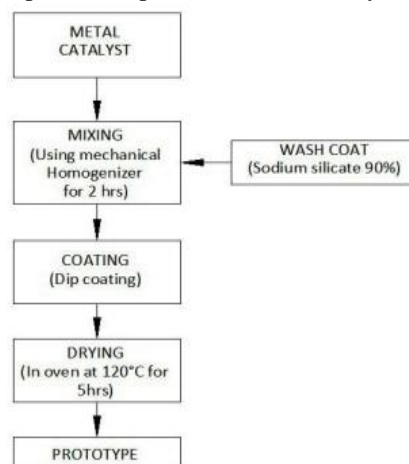 METAL
CATALYST
MIXING
(Using mechanical
Homogenizer
for 2 hrs)
WASH COAT
(Sodium silicate 90%)
COATING
(Dip coating)
DRYING
(In oven at 120°C for
5hrs)
PROTOTYPE